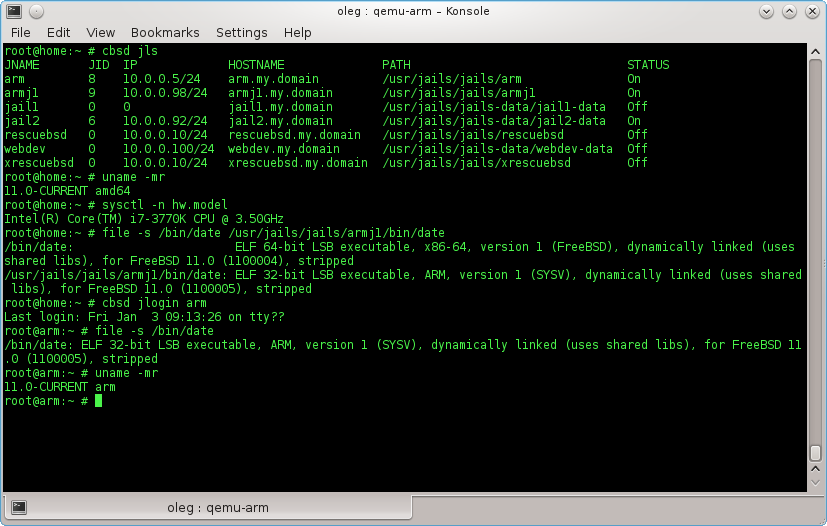 oleg : qemu-arm – Konsole
File Edit View Bookmarks Settings Help
root@home:~ # cbsd jls
JNAME JID IP HOSTNAME PATH STATUS
arm 8 10.0.0.5/24 arm.my.domain /usr/jails/jails/arm On
armj1 9 10.0.0.98/24 armj1.my.domain /usr/jails/jails/armj1 On
jail1 0 0 jail1.my.domain /usr/jails/jails-data/jail1-data Off
jail2 6 10.0.0.92/24 jail2.my.domain /usr/jails/jails-data/jail2-data On
rescuebsd 0 10.0.0.10/24 rescuebsd.my.domain /usr/jails/jails/rescuebsd Off
webdev 0 10.0.0.100/24 webdev.my.domain /usr/jails/jails-data/webdev-data Off
xrescuebsd 0 10.0.0.10/24 xrescuebsd.my.domain /usr/jails/jails/xrescuebsd Off
root@home:~ # uname -mr
11.0-CURRENT amd64
root@home:~ # sysctl -n hw.model
Intel(R) Core(TM) i7-3770K CPU @ 3.50GHz
root@home:~ # file -s /bin/date /usr/jails/jails/armj1/bin/date
/bin/date: ELF 64-bit LSB executable, x86-64, version 1 (FreeBSD), dynamically linked (uses
shared libs), for FreeBSD 11.0 (1100004), stripped
/usr/jails/jails/armj1/bin/date: ELF 32-bit LSB executable, ARM, version 1 (SYSV), dynamically linked (uses shared
libs), for FreeBSD 11.0 (1100005), stripped
root@home:~ # cbsd jlogin arm
Last login: Fri Jan  3 09:13:26 on tty??
root@arm:~ # file -s /bin/date
/bin/date: ELF 32-bit LSB executable, ARM, version 1 (SYSV), dynamically linked (uses shared libs), for FreeBSD 11
.0 (1100005), stripped
root@arm:~ # uname -mr
11.0-CURRENT arm
root@arm:~ #
oleg : qemu-arm